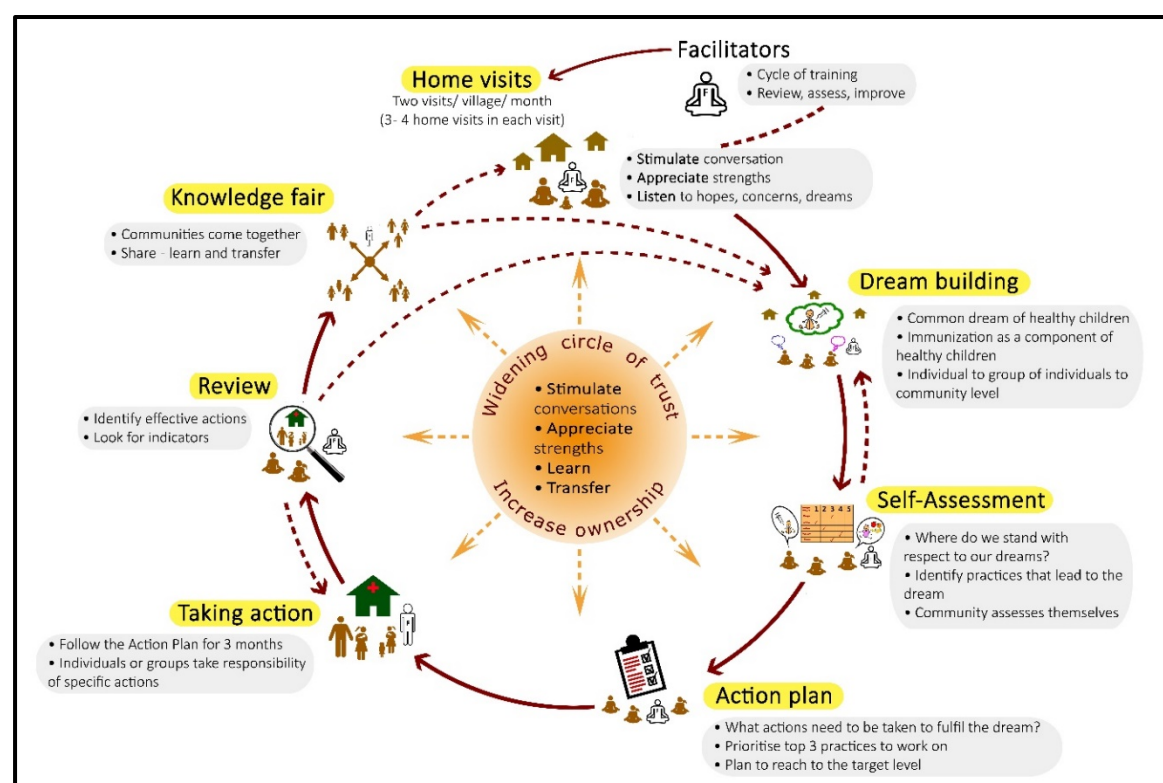 Facilitators
• Cycle of training
• Review, assess, improve
Home visits
Two visits/ village/ month
(3- 4 home visits in each visit)
• Stimulate conversation
• Appreciate strengths
• Listen to hopes, concerns, dreams
Knowledge fair
• Communities come together
• Share - learn and transfer
Dream building
• Common dream of healthy children
• Immunization as a component of
healthy children
• Individual to group of individuals to
community level
Widening circle of trust
• Stimulate
conversations
• Appreciate
strengths
• Learn
• Transfer
Increase ownership
Review
• Identify effective actions
• Look for indicators
Self-Assessment
1 2 3 4 5
• Where do we stand with
respect to our dreams?
• Identify practices that lead to the
dream
• Community assesses themselves
Taking action
• Follow the Action Plan for 3 months
• Individuals or groups take responsibility
of specific actions
Action plan
• What actions need to be taken to fulfil the dream?
• Prioritise top 3 practices to work on
• Plan to reach to the target level